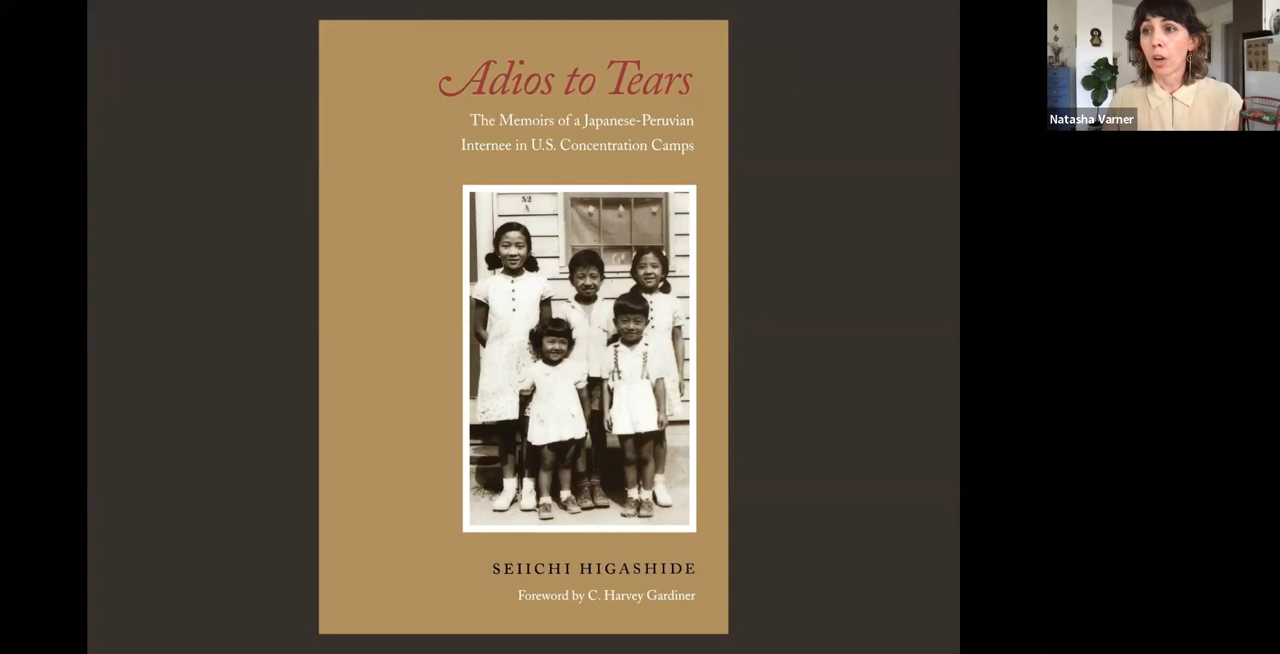 Adios to Tears
The Memoirs of a Japanese-Peruvian
Internee in U.S. Concentration Camps
52
SEIICHI HIGASHIDE
Foreword by C. Harvey Gardiner
Natasha Varner